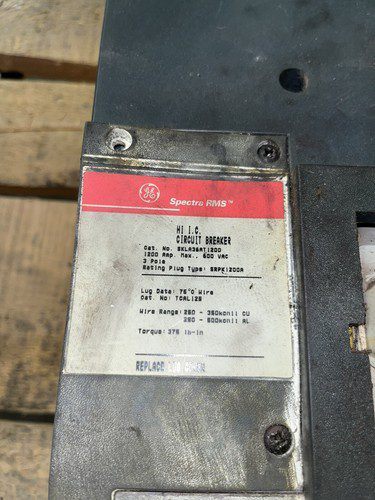 GE
Spectra RMS™
HI I.C.
CIRCUIT BREAKER
Cat. No. SKLA36AT1200
1200 Amp. Max., 600 VAC
3 Pole
Rating Plug Type: SRPK1200A
Lug Data: 75°C Wire
Cat. No: TCAL125
Wire Range: 250 - 350kcmil CU
250 - 500kcmil AL
Torque: 375 lb-in
REPLACE